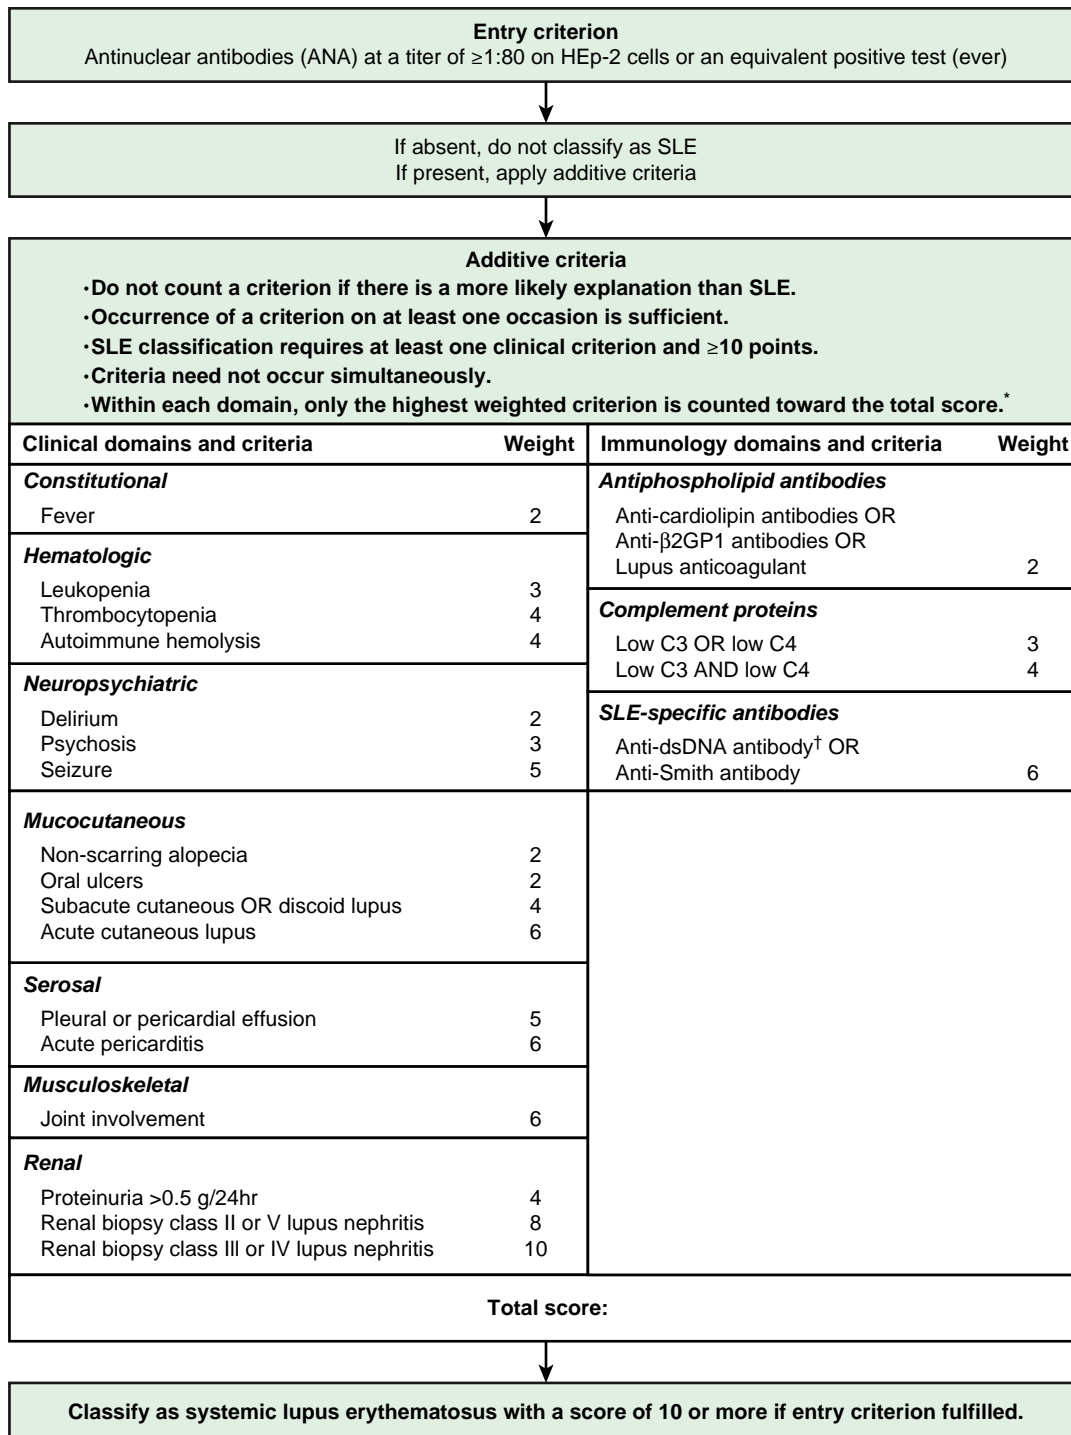 Entry criterion
Antinuclear antibodies (ANA) at a titer of ≥1:80 on HEp-2 cells or an equivalent positive test (ever)
If absent, do not classify as SLE
If present, apply additive criteria
Additive criteria
·Do not count a criterion if there is a more likely explanation than SLE.
·Occurrence of a criterion on at least one occasion is sufficient.
·SLE classification requires at least one clinical criterion and ≥10 points.
·Criteria need not occur simultaneously.
·Within each domain, only the highest weighted criterion is counted toward the total score.*
Clinical domains and criteria Weight
Constitutional
Fever 2
Hematologic
Leukopenia 3
Thrombocytopenia 4
Autoimmune hemolysis 4
Neuropsychiatric
Delirium 2
Psychosis 3
Seizure 5
Mucocutaneous
Non-scarring alopecia 2
Oral ulcers 2
Subacute cutaneous OR discoid lupus 4
Acute cutaneous lupus 6
Serosal
Pleural or pericardial effusion 5
Acute pericarditis 6
Musculoskeletal
Joint involvement 6
Renal
Proteinuria >0.5 g/24hr 4
Renal biopsy class II or V lupus nephritis 8
Renal biopsy class III or IV lupus nephritis 10
Immunology domains and criteria Weight
Antiphospholipid antibodies
Anti-cardiolipin antibodies OR
Anti-β2GP1 antibodies OR
Lupus anticoagulant 2
Complement proteins
Low C3 OR low C4 3
Low C3 AND low C4 4
SLE-specific antibodies
Anti-dsDNA antibody† OR
Anti-Smith antibody 6
Total score:
Classify as systemic lupus erythematosus with a score of 10 or more if entry criterion fulfilled.